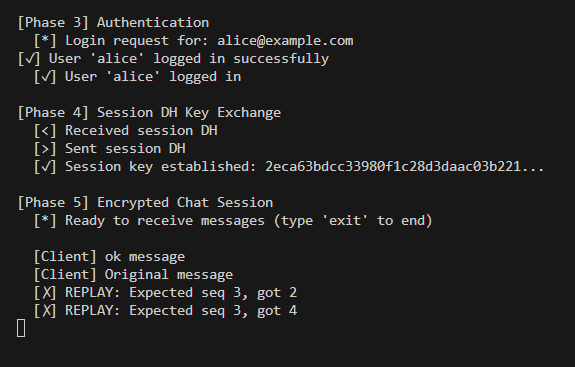 [Phase 3] Authentication
[*] Login request for: alice@example.com
[✓] User 'alice' logged in successfully
[✓] User 'alice' logged in
[Phase 4] Session DH Key Exchange
[<] Received session DH
[>] Sent session DH
[✓] Session key established: 2eca63bdcc33980f1c28d3daac03b221...
[Phase 5] Encrypted Chat Session
[*] Ready to receive messages (type 'exit' to end)
[Client] ok message
[Client] Original message
[✗] REPLAY: Expected seq 3, got 2
[✗] REPLAY: Expected seq 3, got 4